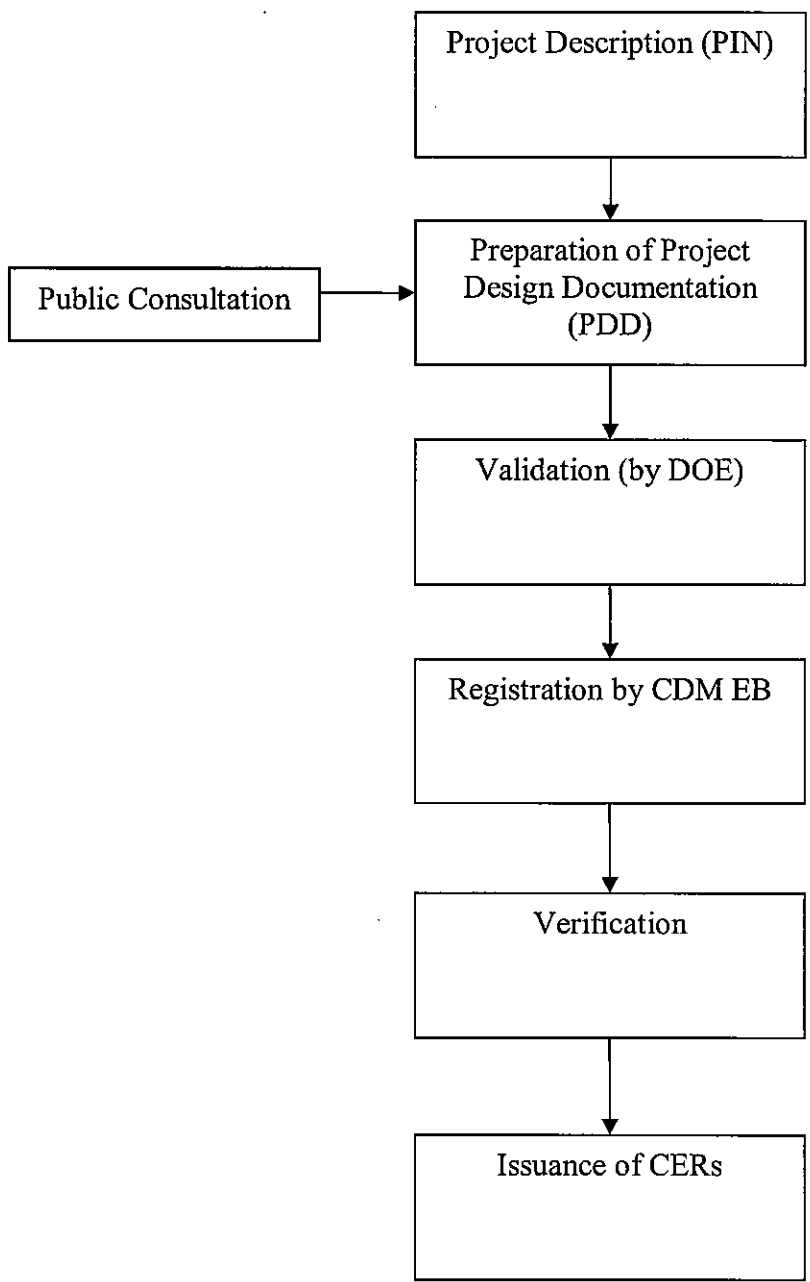 Project Description (PIN)
Preparation of Project
Design Documentation
(PDD)
Public Consultation
Validation (by DOE)
Registration by CDM EB
Verification
Issuance of CERs